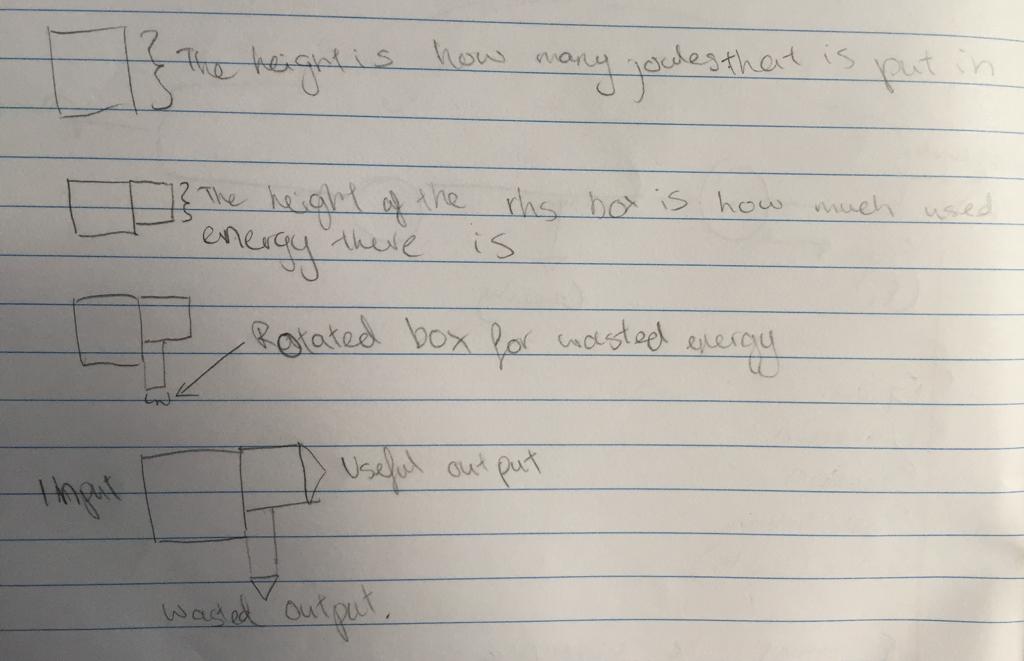 The height is how many joules that is put in
The height of the rhs box is how much used
energy there is
Rotated box for wasted energy
Input
Useful output
wasted output.